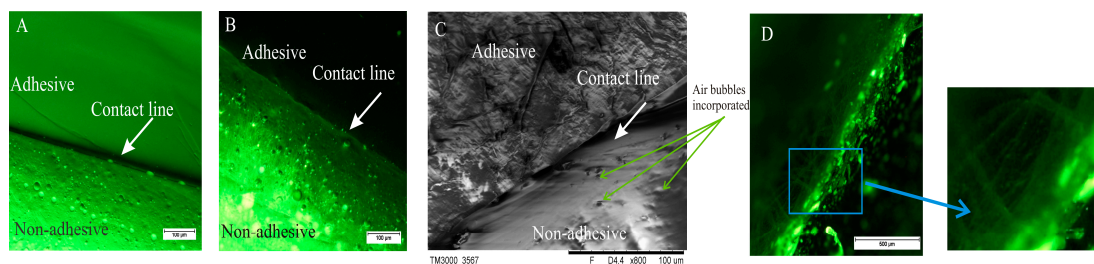 A
Adhesive
Contact line
Non-adhesive
100 µm
B
Adhesive
Contact line
Non-adhesive
100 µm
C
Adhesive
Contact line
Non-adhesive
Air bubbles
incorporated
TM3000 3567 F D4.4 x800 100 um
D
500 µm